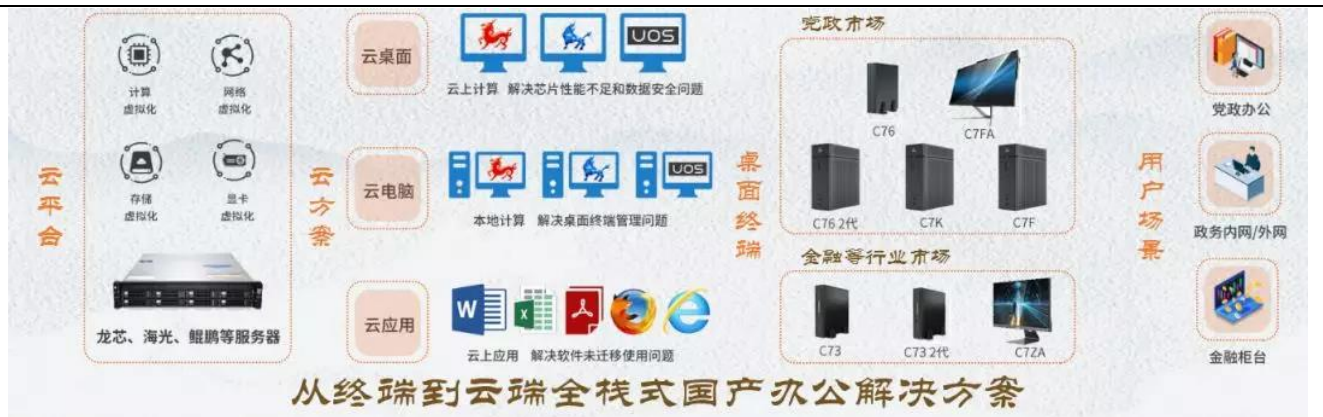 云平台
计算
虚拟化
网络
虚拟化
存储
虚拟化
显卡
虚拟化
龙芯、海光、鲲鹏等服务器
云方案
云桌面
UOS
云上计算 解决芯片性能不足和数据安全问题
云电脑
UOS
本地计算 解决桌面终端管理问题
云应用
W
X
云上应用 解决软件未迁移使用问题
桌面终端
党政市场
C76
C7FA
C76 2代
C7K
C7F
金融等行业市场
C73
C73 2代
C7ZA
用户场景
党政办公
政务内网/外网
金融柜台
从终端到云端全栈式国产办公解决方案